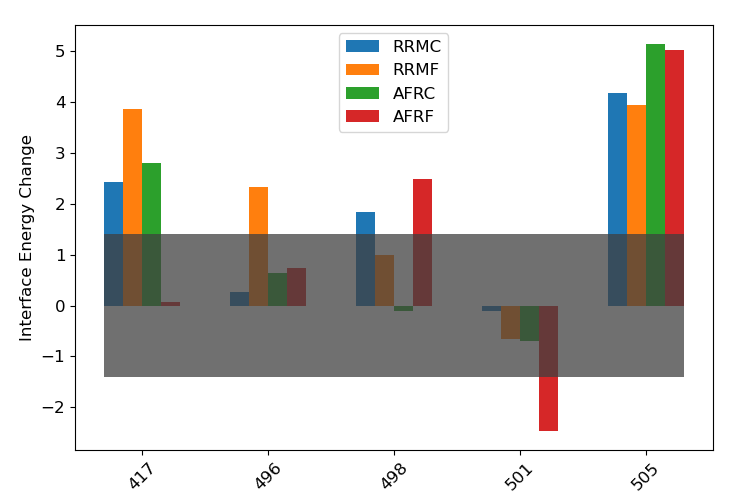 RRMC
RRMF
AFRC
AFRF
Interface Energy Change
5
4
3
2
1
0
−1
−2
417
496
498
501
505